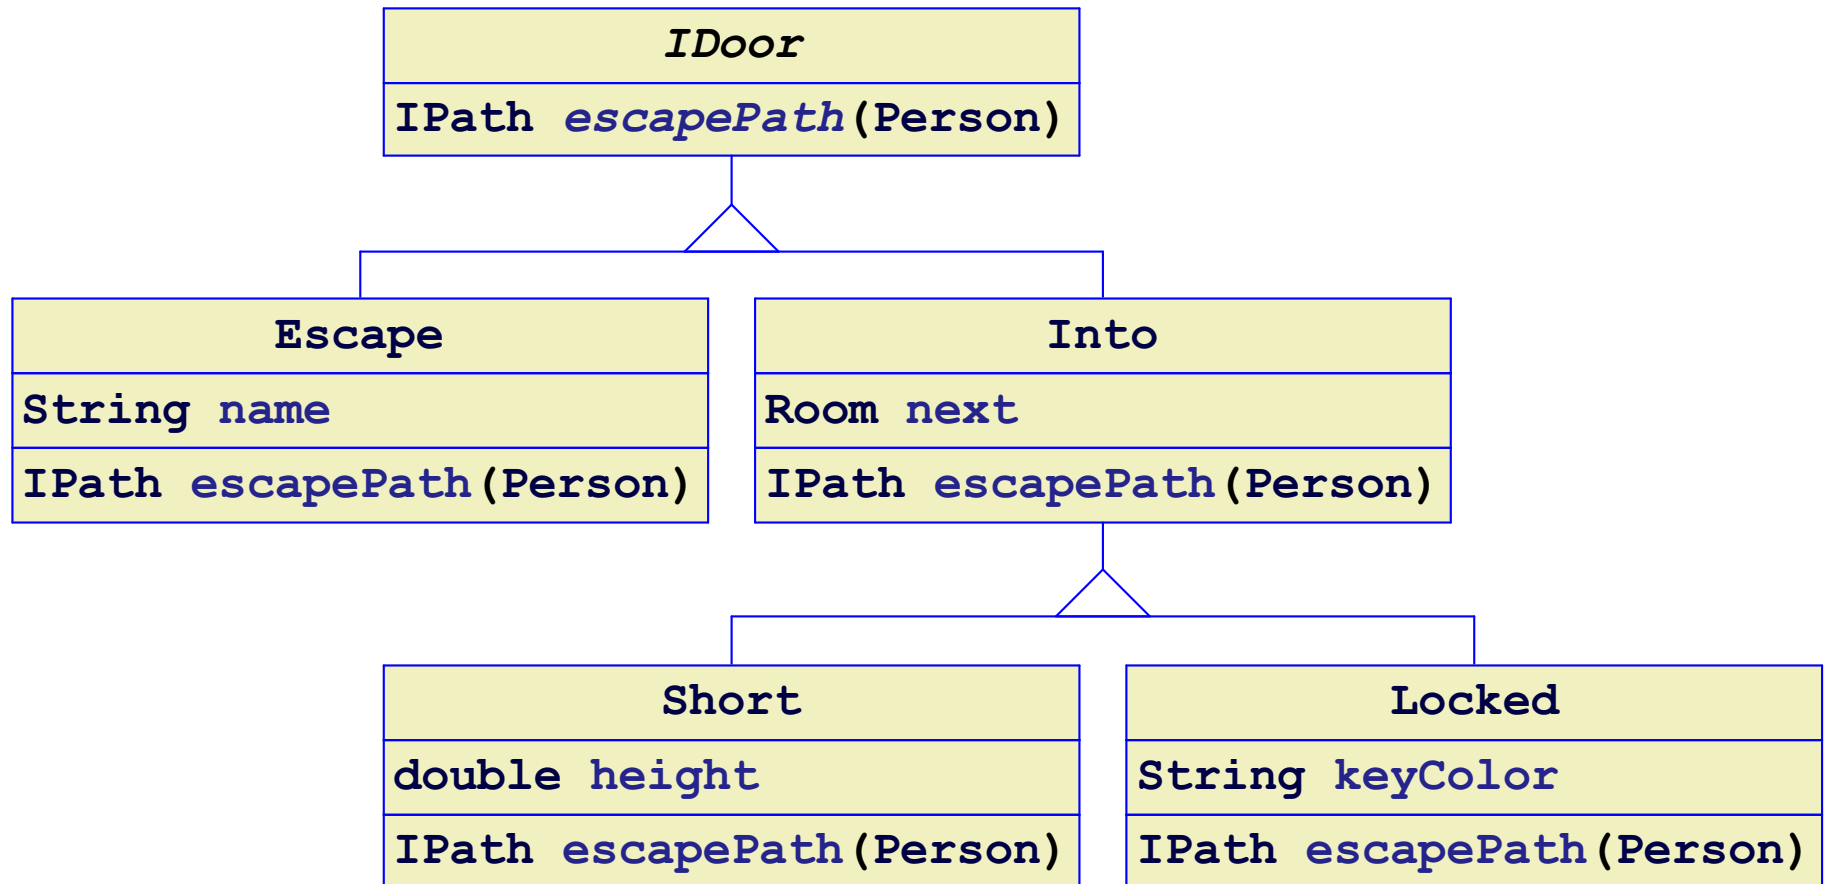 IDoor
IPath escapePath(Person)
Escape
String name
IPath escapePath(Person)
Into
Room next
IPath escapePath(Person)
Short
double height
IPath escapePath(Person)
Locked
String keyColor
IPath escapePath(Person)